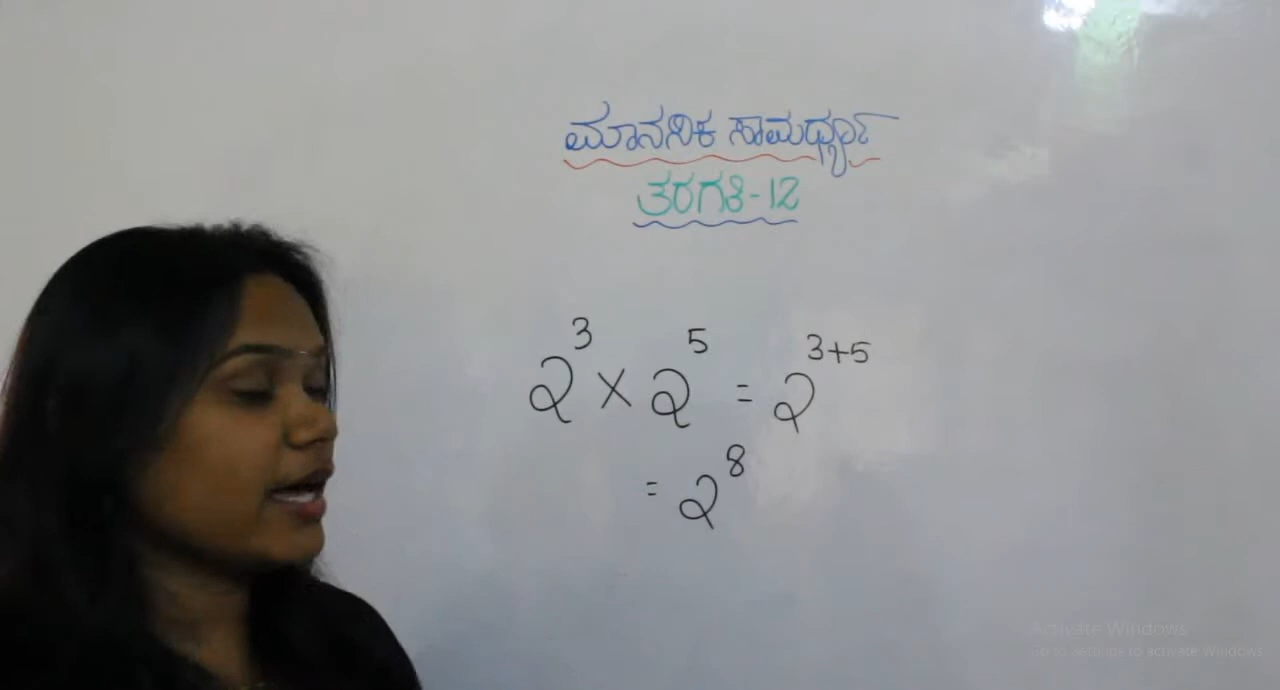 ಮಾನಸಿಕ ಸಾಮರ್ಥ್ಯ
ತರಗತಿ-12
2³ × 2⁵ = 2³⁺⁵
= 2⁸
Activate Windows
Go to Settings to activate Windows.